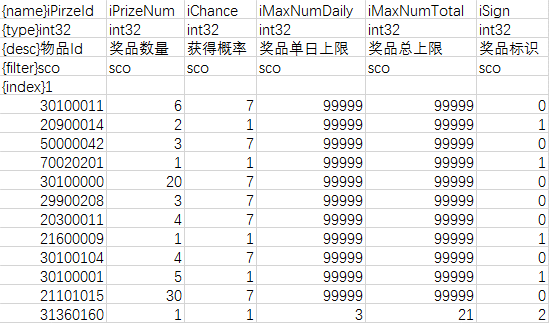 {name}iPirzeId iPrizeNum iChance iMaxNumDaily iMaxNumTotal iSign
{type}int32 int32 int32 int32 int32 int32
{desc}物品Id 奖品数量 获得概率 奖品单日上限 奖品总上限 奖品标识
{filter}sco sco sco sco sco sco
{index}1
30100011 6 7 99999 99999 0
20900014 2 1 99999 99999 1
50000042 3 7 99999 99999 0
70020201 1 1 99999 99999 1
30100000 20 7 99999 99999 0
29900208 3 7 99999 99999 0
20300011 4 7 99999 99999 0
21600009 1 1 99999 99999 1
30100104 4 7 99999 99999 0
30100001 5 1 99999 99999 1
21101015 30 7 99999 99999 0
31360160 1 1 3 21 2